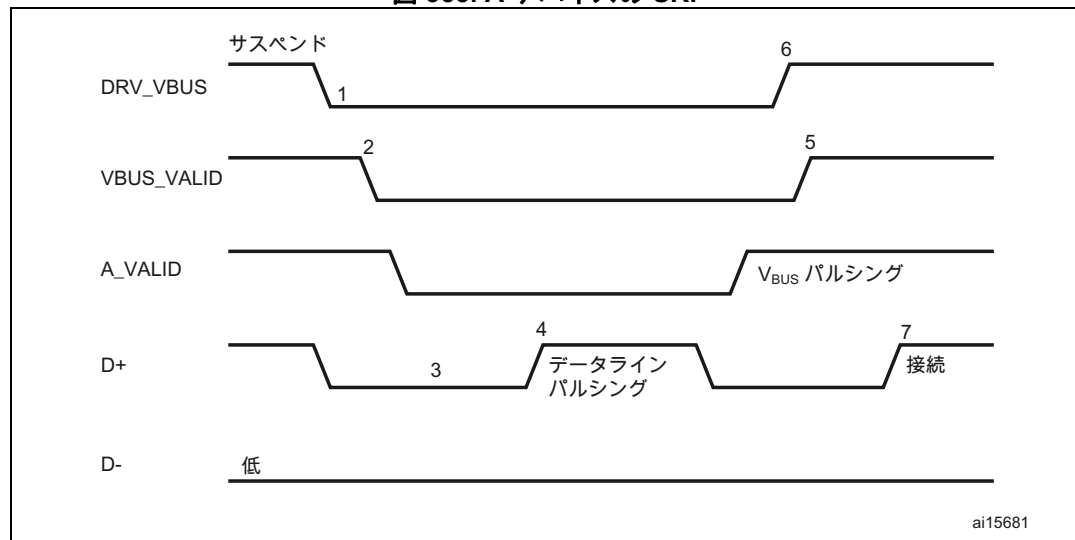 サスペンド
6
DRV_VBUS
1
2
5
VBUS_VALID
A_VALID
VBUS パルシング
4
7
D+
3
データライン
パルシング
接続
D-
低
ai15681